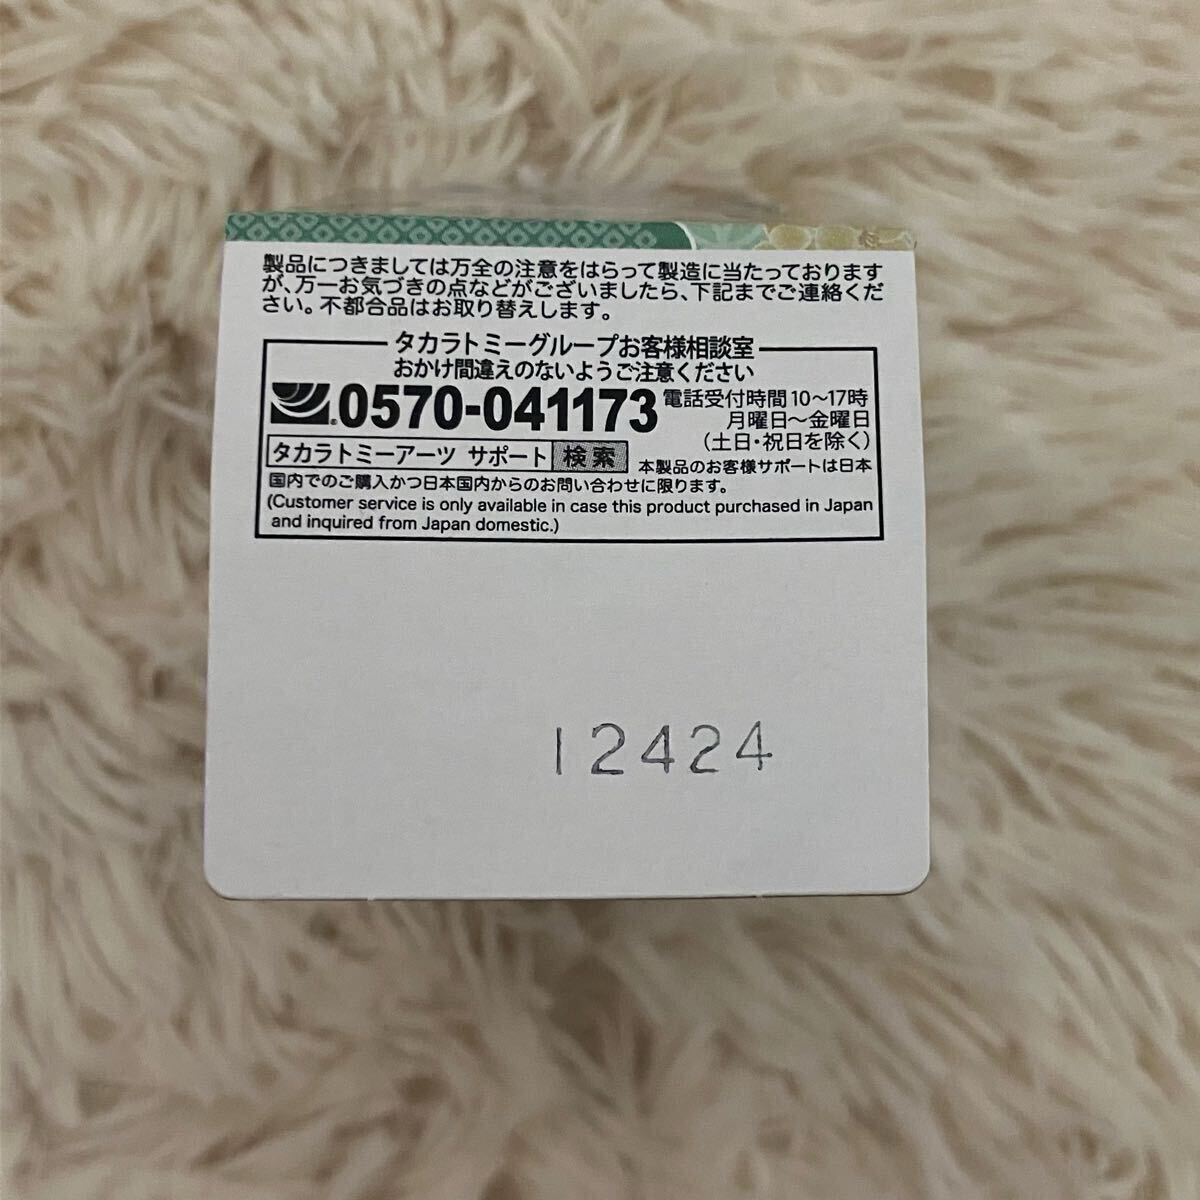 製品につきましては万全の注意をはらって製造に当たっております
が、万一お気づきの点などがございましたら、下記までご連絡くだ
さい。不都合品はお取り替えします。
タカラトミーグループお客様相談室
おかけ間違えのないようご注意ください
0570-041173
電話受付時間10〜17時
月曜日〜金曜日
(土日・祝日を除く)
タカラトミーアーツ サポート 検索
本製品のお客様サポートは日本
国内でのご購入かつ日本国内からのお問い合わせに限ります。
(Customer service is only available in case this product purchased in Japan
and inquired from Japan domestic.)
12424